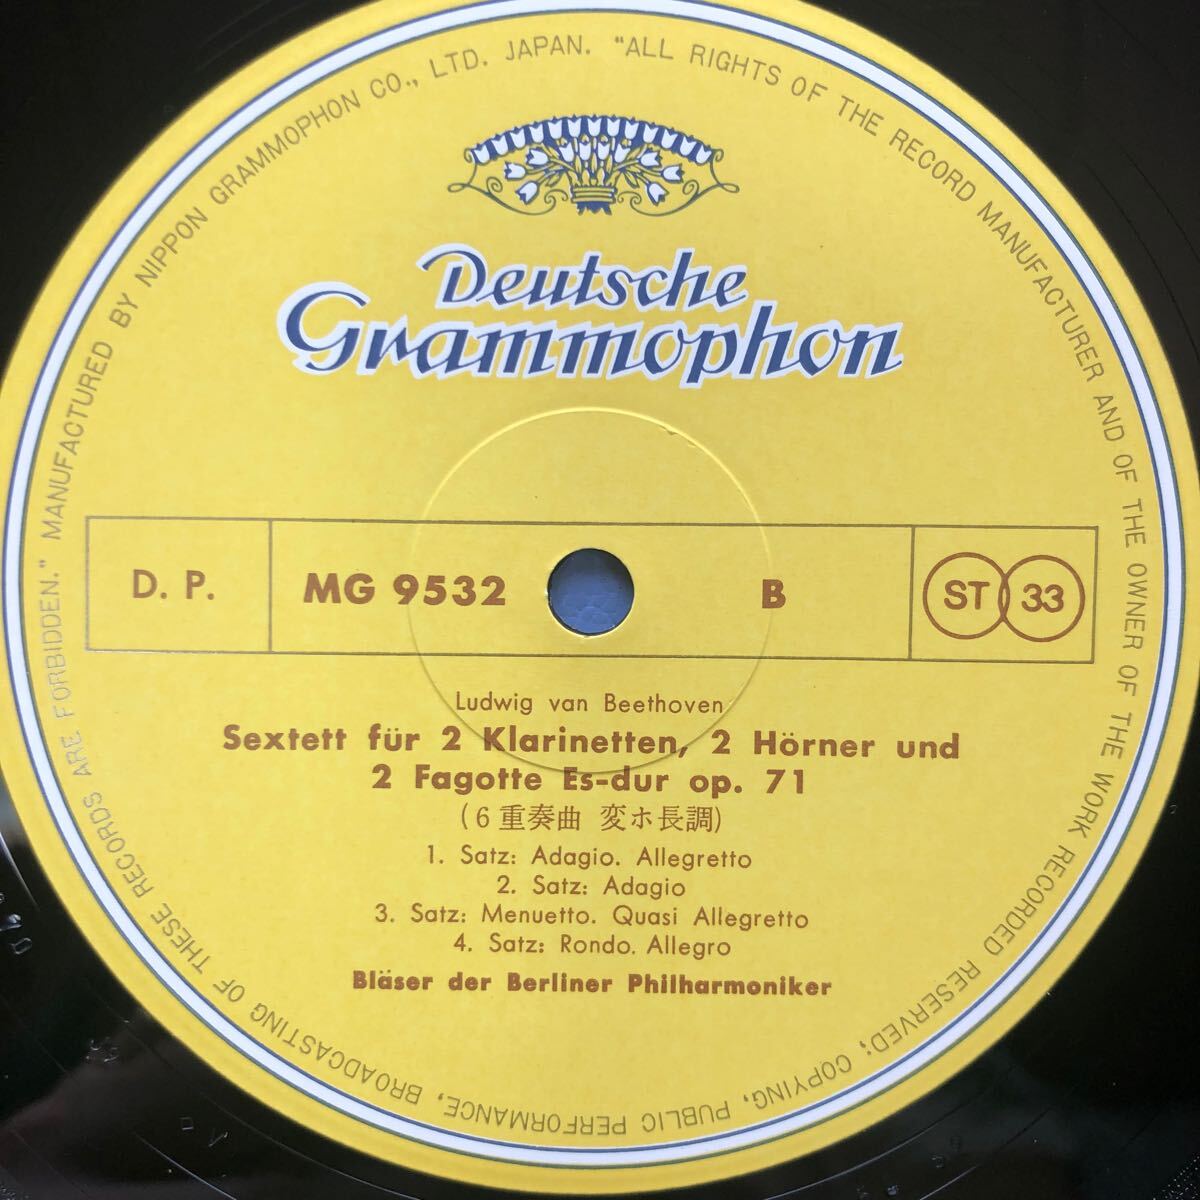 MANUFACTURED BY NIPPON GRAMMOPHON CO., LTD. JAPAN. "ALL RIGHTS OF THE RECORD MANUFACTURER AND OF THE OWNER OF THE WORK RECORDED RESERVED; COPYING, PUBLIC PERFORMANCE, BROADCASTING OF THESE RECORDS ARE FORBIDDEN."
Deutsche
Grammophon
D. P. MG 9532 B ST 33
Ludwig van Beethoven
Sextett für 2 Klarinetten, 2 Hörner und
2 Fagotte Es-dur op. 71
(6重奏曲 変ホ長調)
1. Satz: Adagio. Allegretto
2. Satz: Adagio
3. Satz: Menuetto. Quasi Allegretto
4. Satz: Rondo. Allegro
Bläser der Berliner Philharmoniker